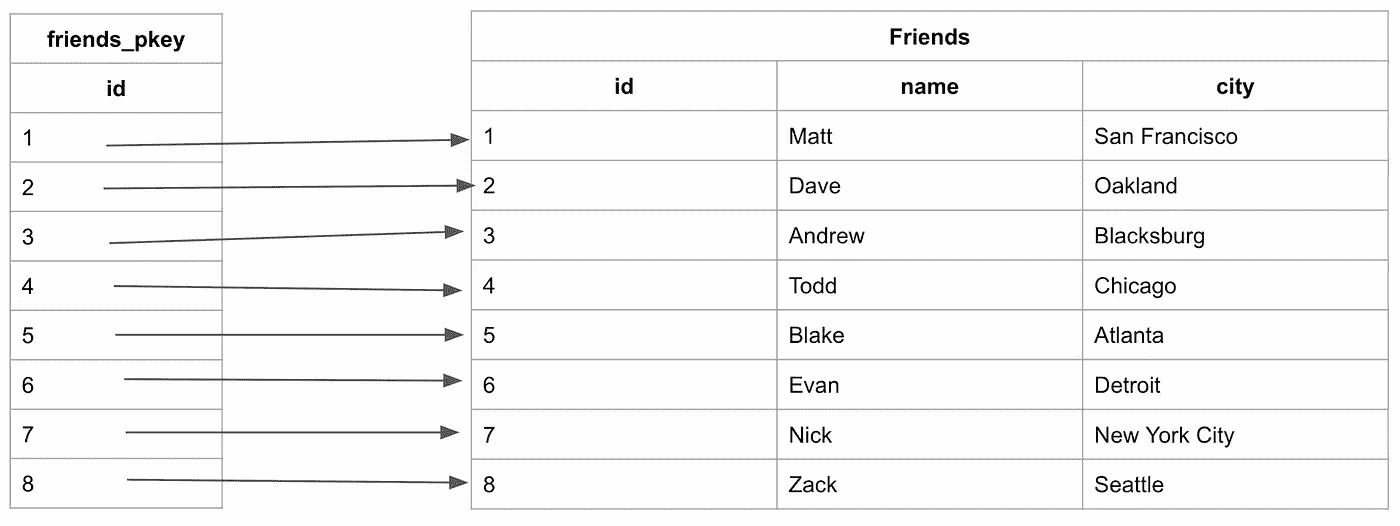 friends_pkey
id
1
2
3
4
5
6
7
8
Friends
id name city
1 Matt San Francisco
2 Dave Oakland
3 Andrew Blacksburg
4 Todd Chicago
5 Blake Atlanta
6 Evan Detroit
7 Nick New York City
8 Zack Seattle